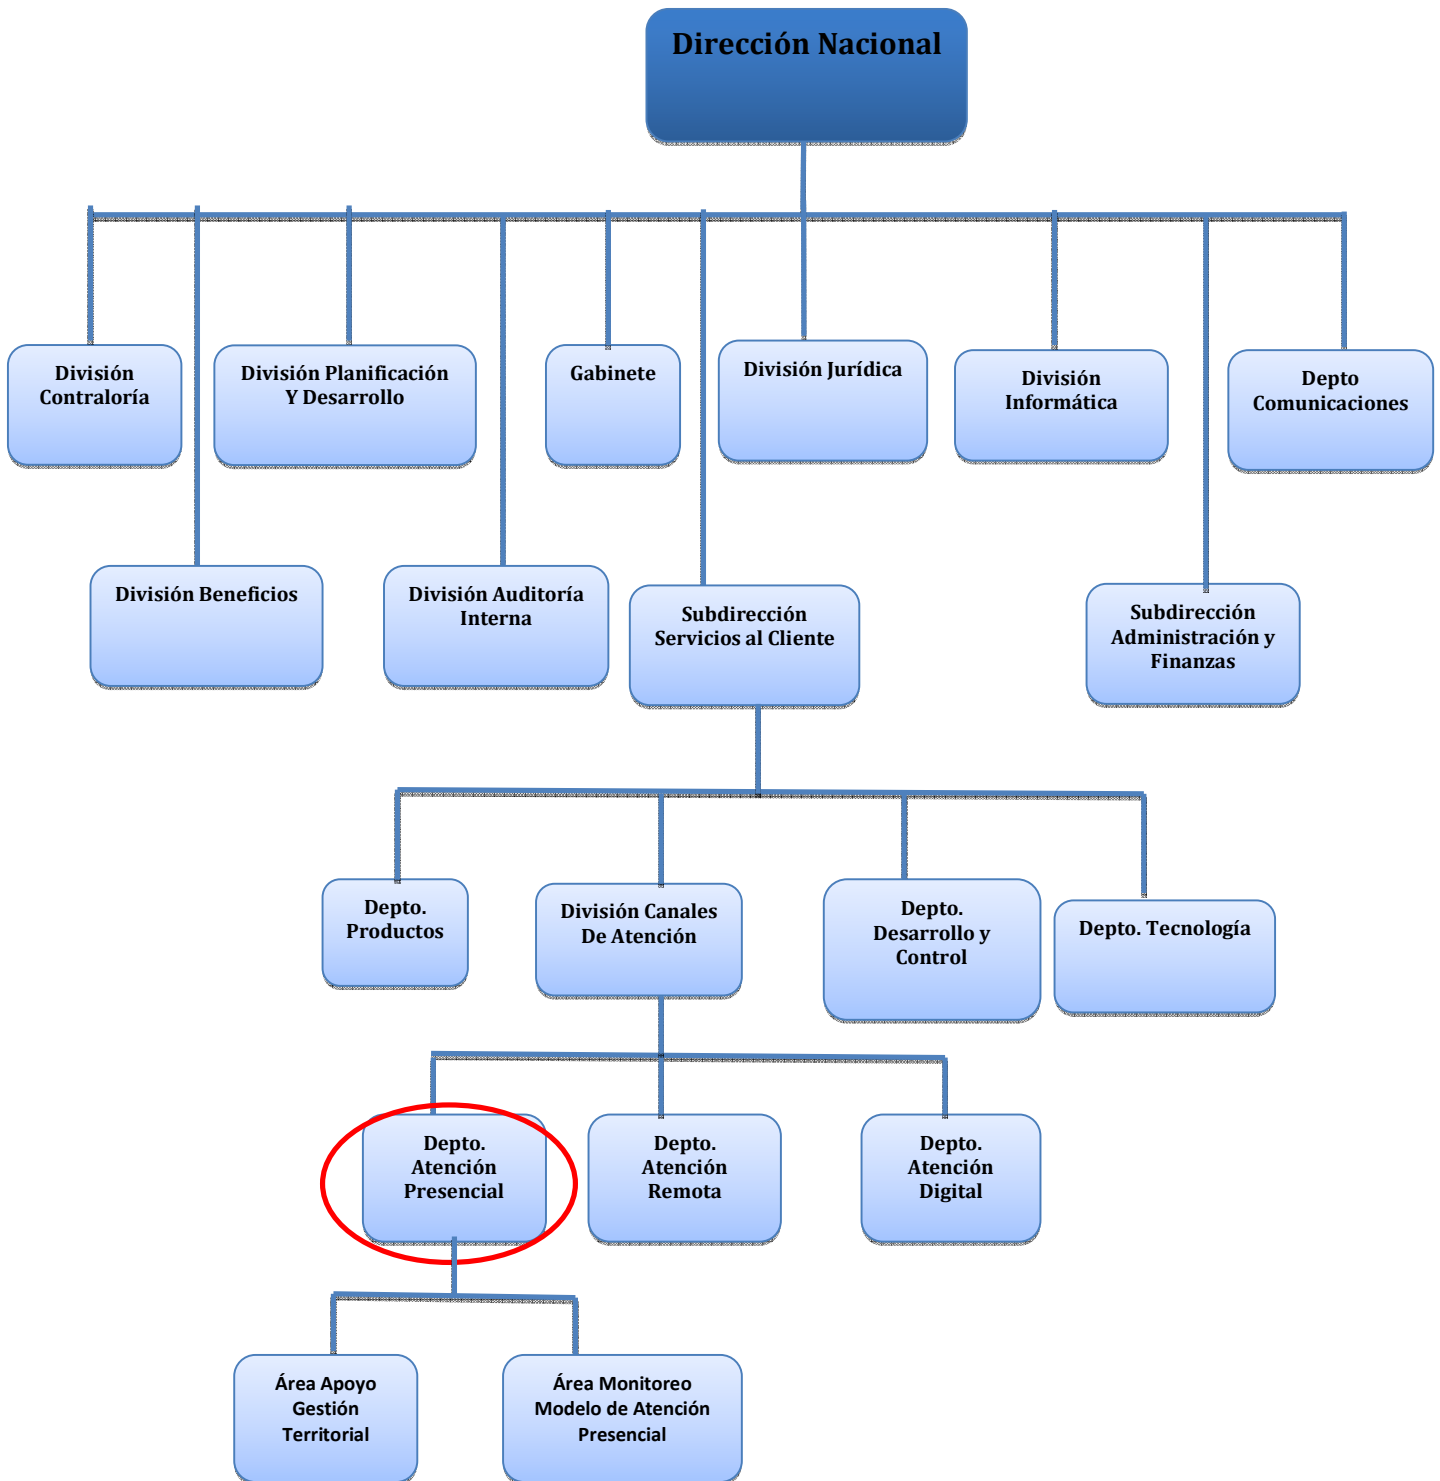 Dirección Nacional
División
Contraloría
División Planificación
Y Desarrollo
Gabinete
División Jurídica
División
Informática
Depto
Comunicaciones
División Beneficios
División Auditoría
Interna
Subdirección
Servicios al Cliente
Subdirección
Administración y
Finanzas
Depto.
Productos
División Canales
De Atención
Depto.
Desarrollo y
Control
Depto. Tecnología
Depto.
Atención
Presencial
Depto.
Atención
Remota
Depto.
Atención
Digital
Área Apoyo
Gestión
Territorial
Área Monitoreo
Modelo de Atención
Presencial